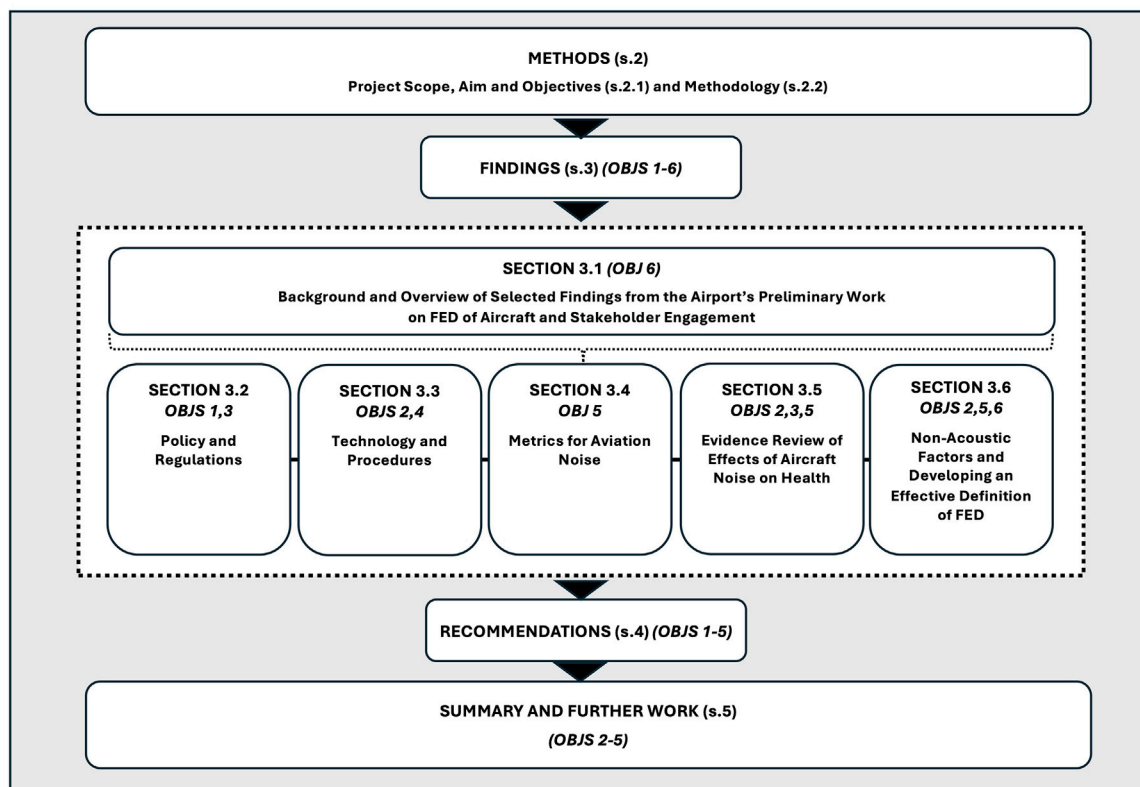 METHODS (s.2)
Project Scope, Aim and Objectives (s.2.1) and Methodology (s.2.2)
FINDINGS (s.3) (OBJS 1-6)
SECTION 3.1 (OBJ 6)
Background and Overview of Selected Findings from the Airport's Preliminary Work
on FED of Aircraft and Stakeholder Engagement
SECTION 3.2
OBJS 1,3
Policy and
Regulations
SECTION 3.3
OBJS 2,4
Technology and
Procedures
SECTION 3.4
OBJ 5
Metrics for Aviation
Noise
SECTION 3.5
OBJS 2,3,5
Evidence Review of
Effects of Aircraft
Noise on Health
SECTION 3.6
OBJS 2,5,6
Non-Acoustic
Factors and
Developing an
Effective Definition
of FED
RECOMMENDATIONS (s.4) (OBJS 1-5)
SUMMARY AND FURTHER WORK (s.5)
(OBJS 2-5)